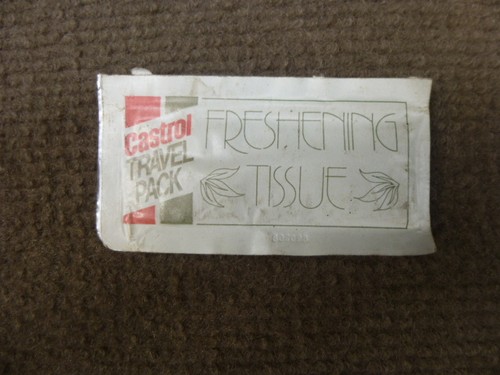 Castrol
TRAVEL
PACK
FRESHENING
TISSUE